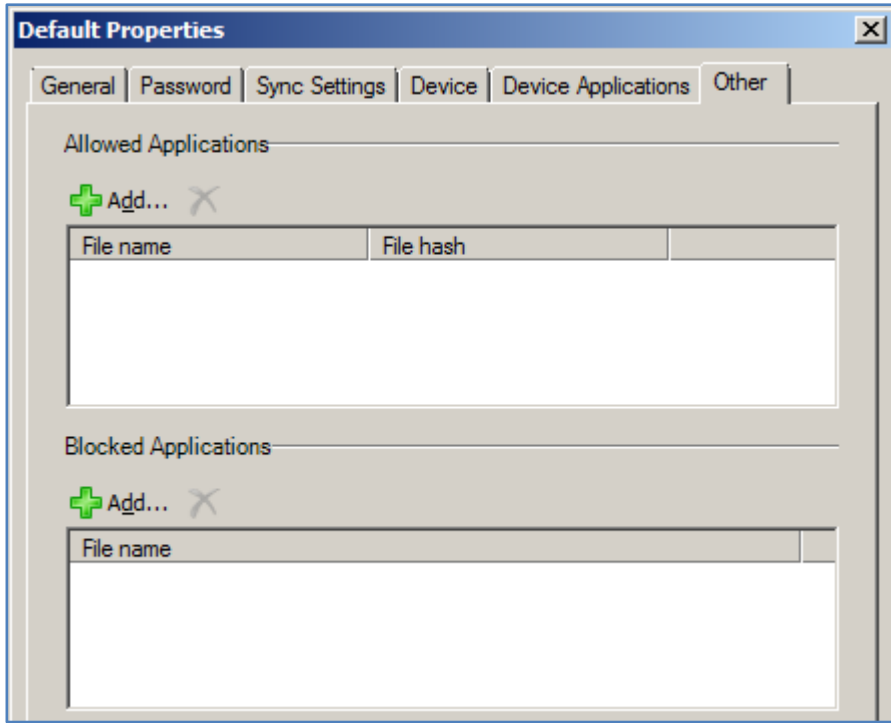 Default Properties
General Password Sync Settings Device Device Applications Other
Allowed Applications
Add...
File name File hash
Blocked Applications
Add...
File name